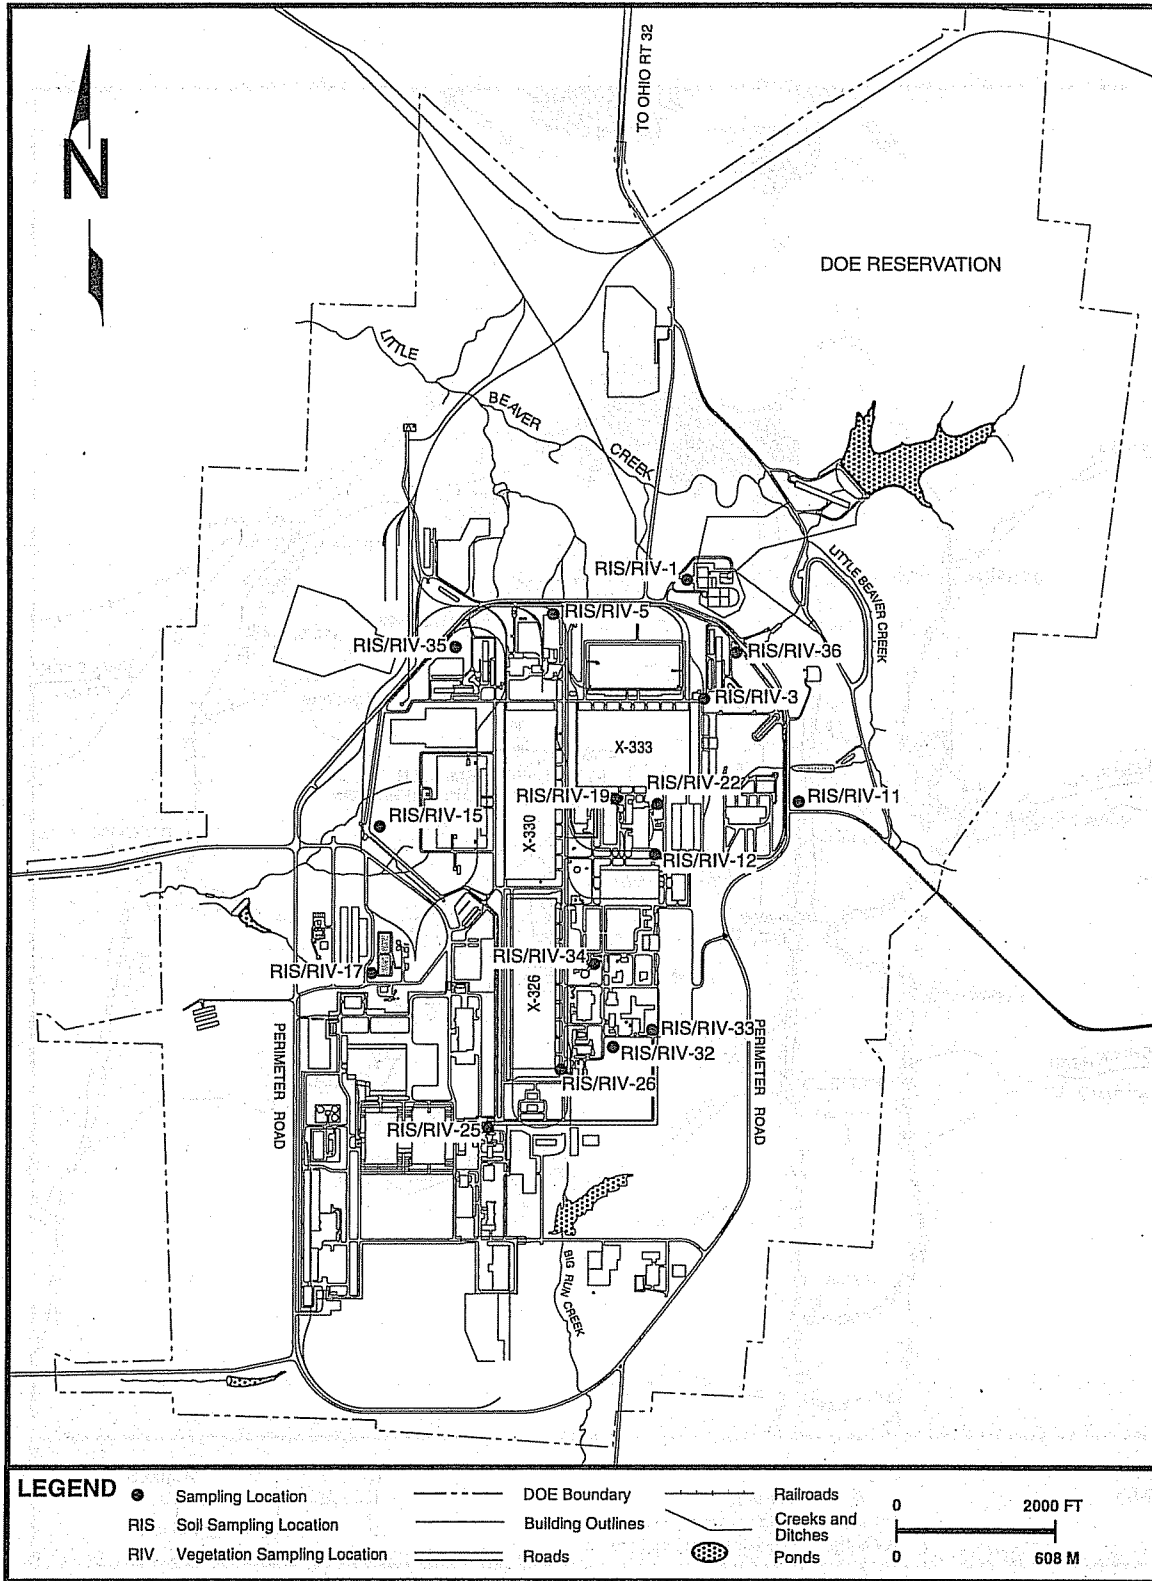 TO OHIO RT 32
N
DOE RESERVATION
LITTLE
BEAVER
CREEK
LITTLE BEAVER CREEK
RIS/RIV-1
RIS/RIV-5
RIS/RIV-35
RIS/RIV-36
RIS/RIV-3
X-333
RIS/RIV-22
RIS/RIV-19
RIS/RIV-11
RIS/RIV-15
X-330
RIS/RIV-12
RIS/RIV-34
RIS/RIV-17
X-326
RIS/RIV-33
RIS/RIV-32
RIS/RIV-26
PERIMETER ROAD
PERIMETER ROAD
RIS/RIV-25
BIG RUN CREEK
LEGEND
Sampling Location
RIS Soil Sampling Location
RIV Vegetation Sampling Location
DOE Boundary
Building Outlines
Roads
Railroads
Creeks and
Ditches
Ponds
0 2000 FT
0 608 M